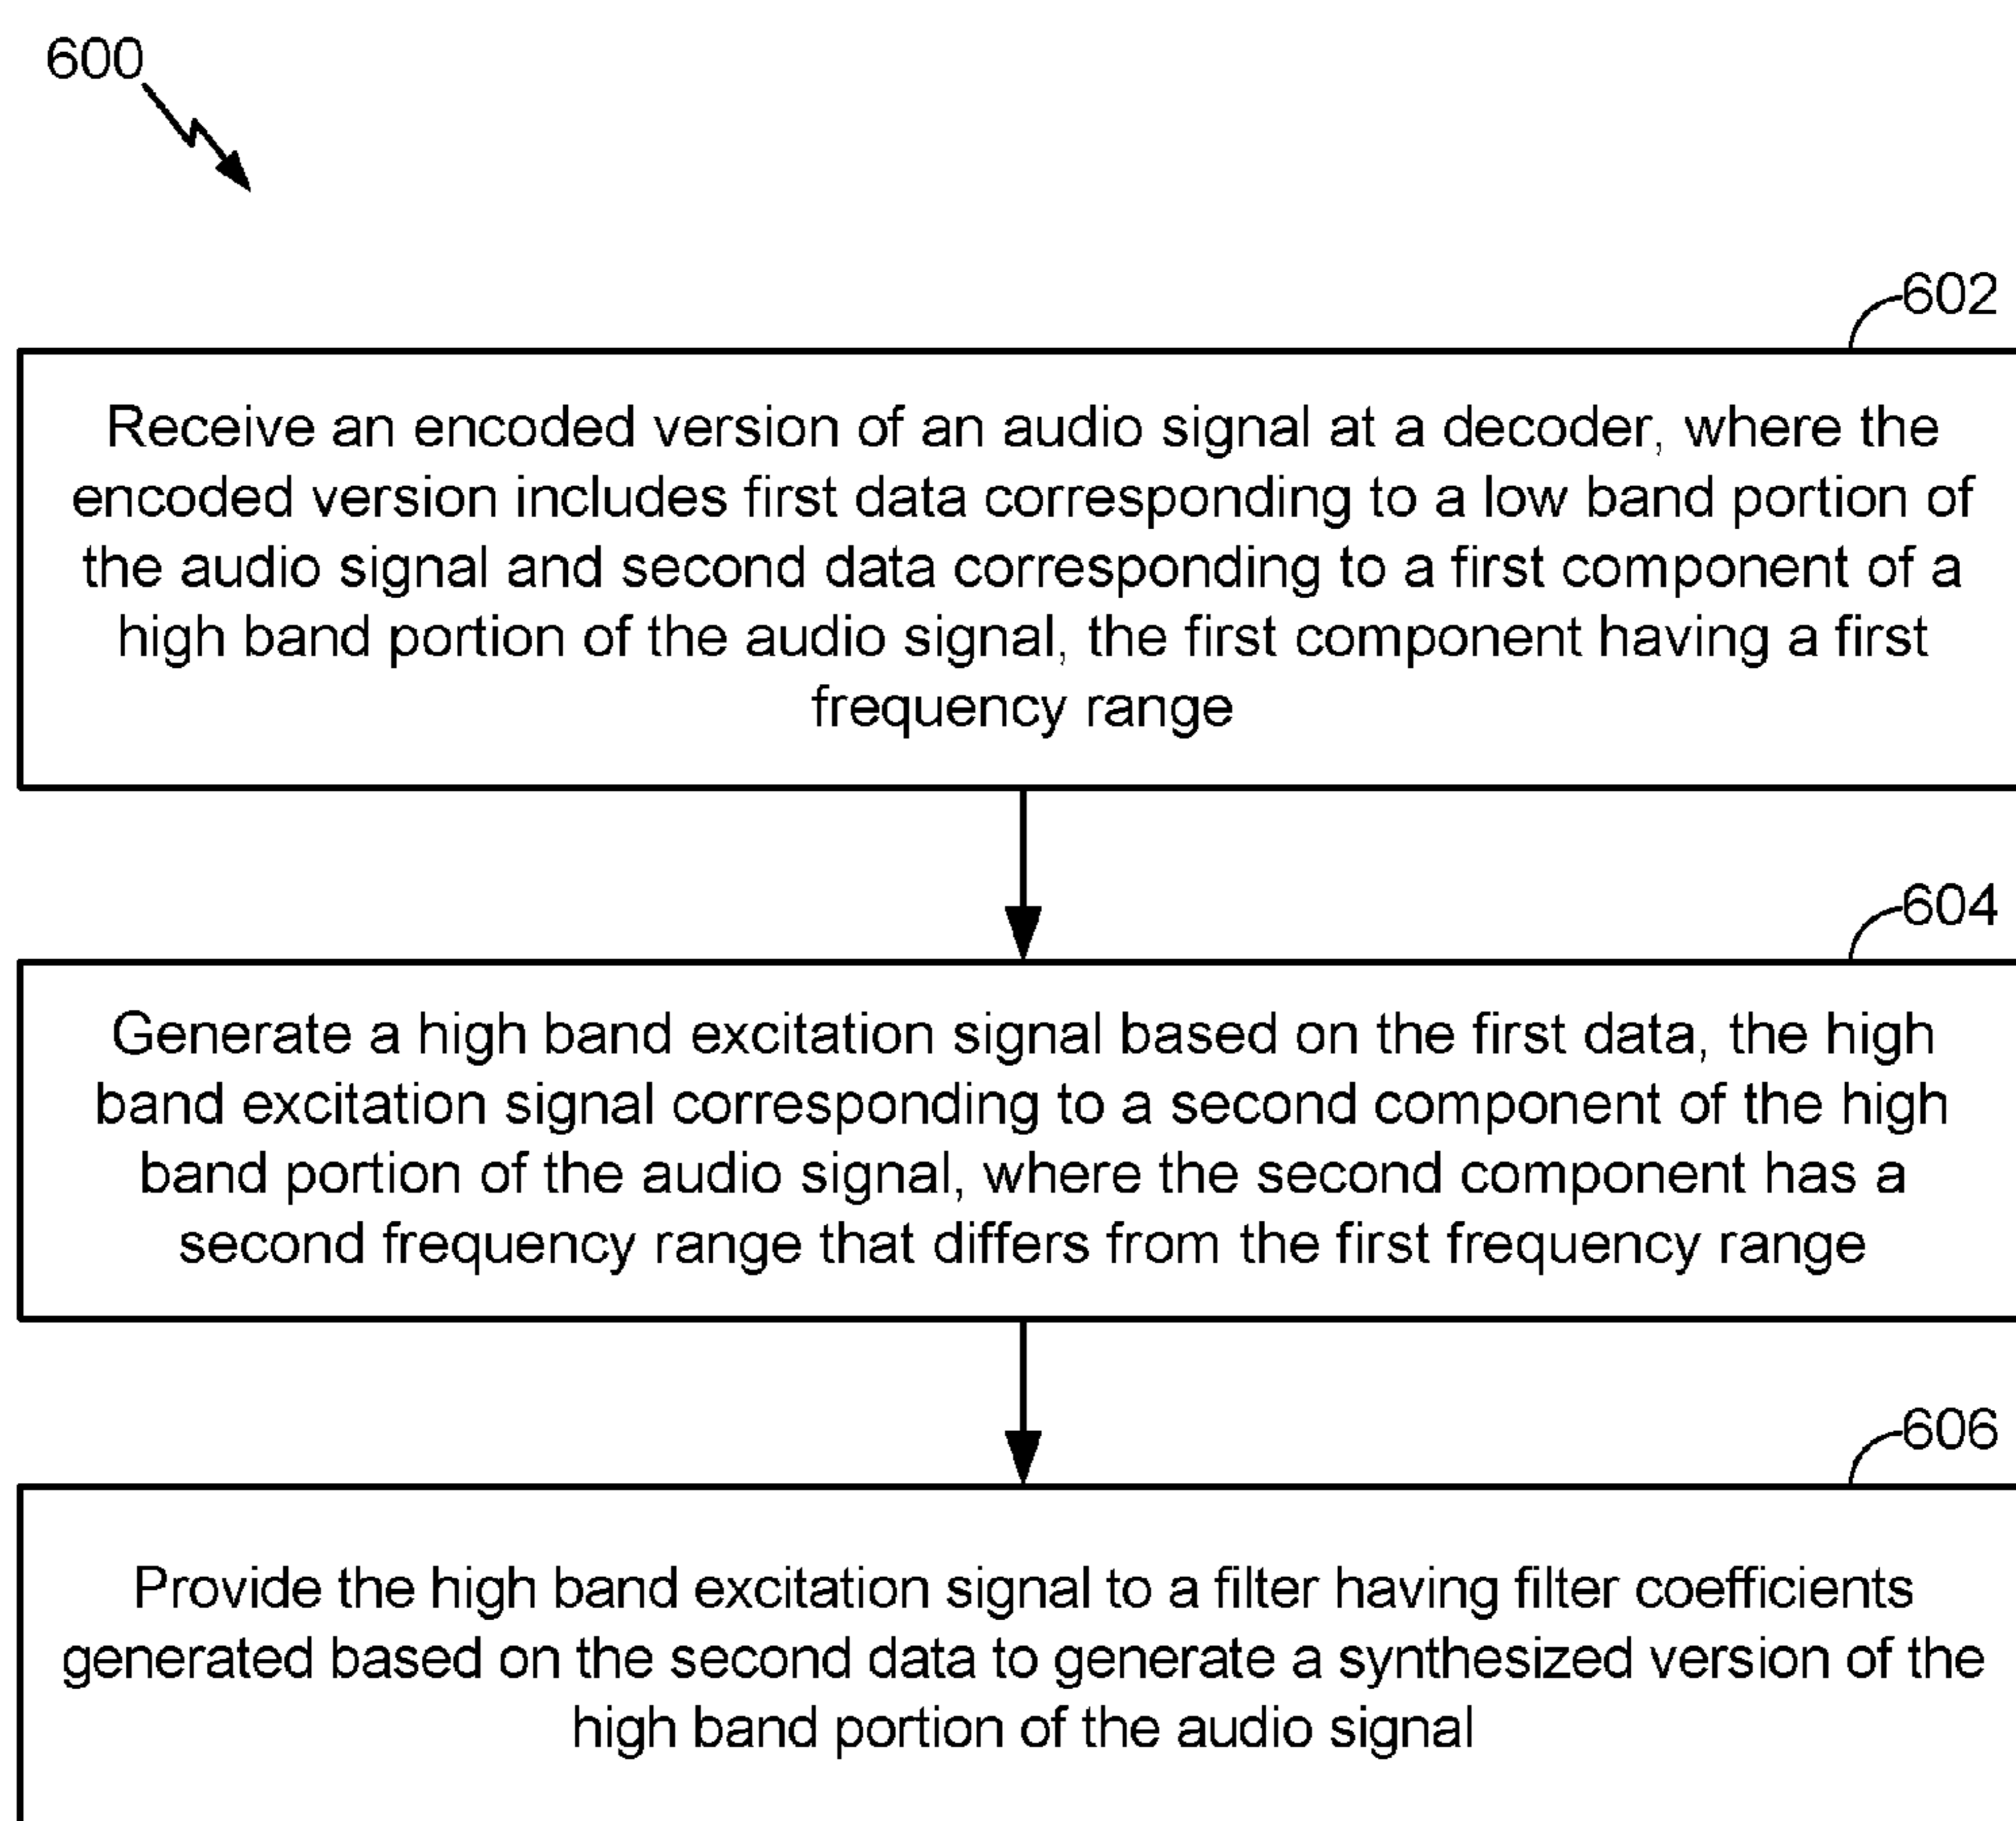 600
602
Receive an encoded version of an audio signal at a decoder, where the
encoded version includes first data corresponding to a low band portion of
the audio signal and second data corresponding to a first component of a
high band portion of the audio signal, the first component having a first
frequency range
604
Generate a high band excitation signal based on the first data, the high
band excitation signal corresponding to a second component of the high
band portion of the audio signal, where the second component has a
second frequency range that differs from the first frequency range
606
Provide the high band excitation signal to a filter having filter coefficients
generated based on the second data to generate a synthesized version of the
high band portion of the audio signal